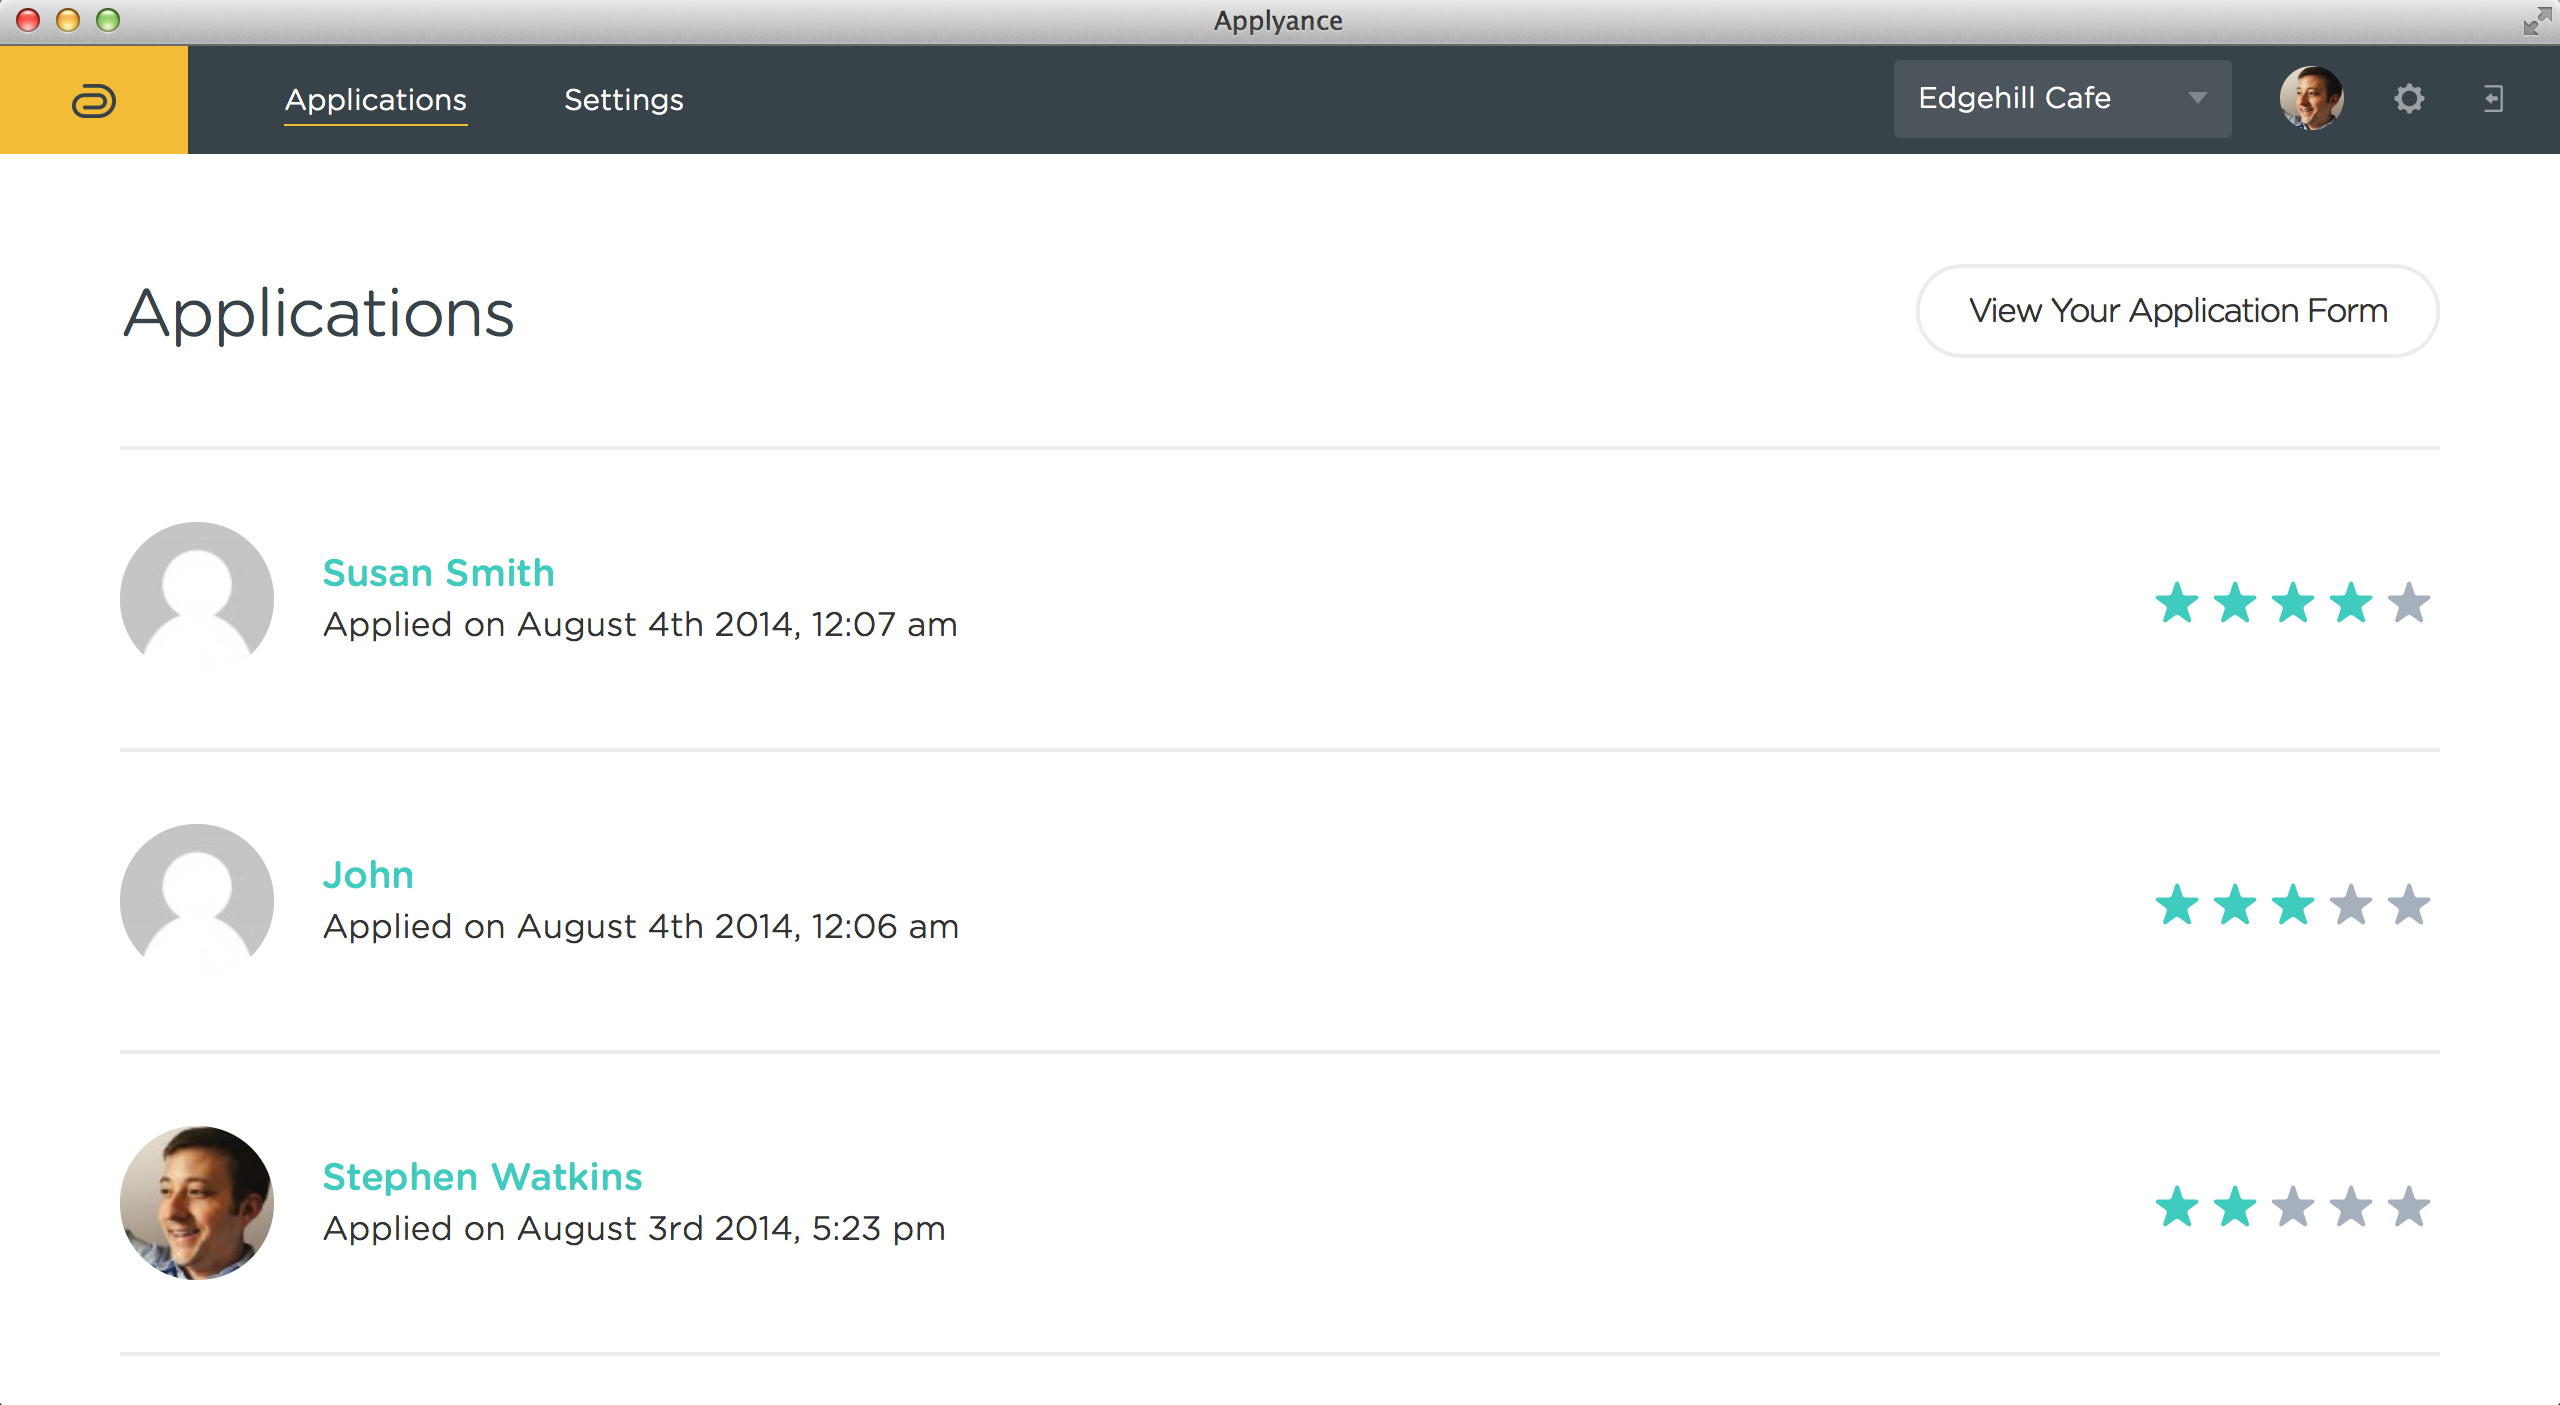 Applyance
Applications
Settings
Edgehill Cafe
Applications
View Your Application Form
Susan Smith
Applied on August 4th 2014, 12:07 am
John
Applied on August 4th 2014, 12:06 am
Stephen Watkins
Applied on August 3rd 2014, 5:23 pm